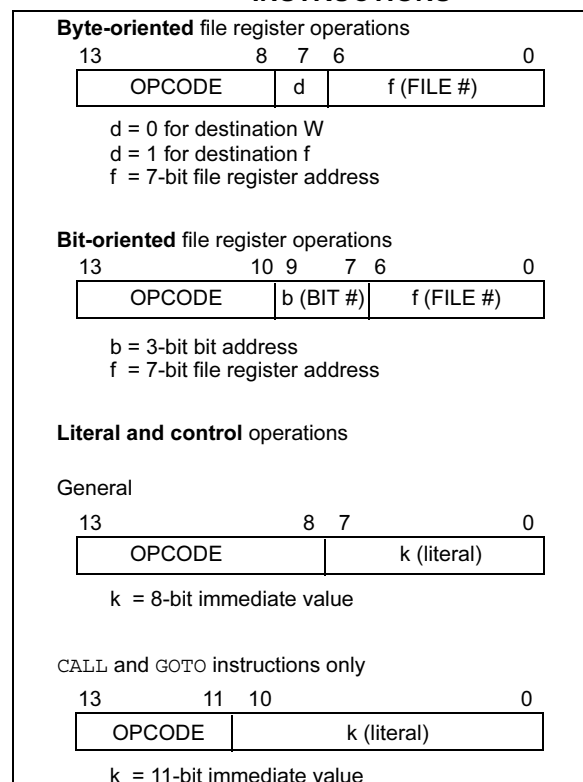 Byte-oriented file register operations
13 8 7 6 0
OPCODE d f (FILE #)
d = 0 for destination W
d = 1 for destination f
f = 7-bit file register address
Bit-oriented file register operations
13 10 9 7 6 0
OPCODE b (BIT #) f (FILE #)
b = 3-bit bit address
f = 7-bit file register address
Literal and control operations
General
13 8 7 0
OPCODE k (literal)
k = 8-bit immediate value
CALL and GOTO instructions only
13 11 10 0
OPCODE k (literal)
k = 11-bit immediate value